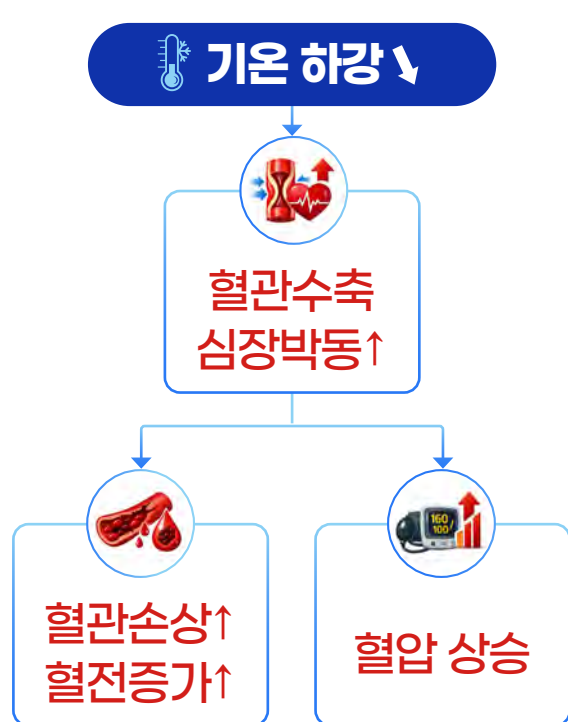 기온 하강↘
혈관수축
심장박동↑
160/
100
혈관손상↑
혈전증가↑
혈압 상승